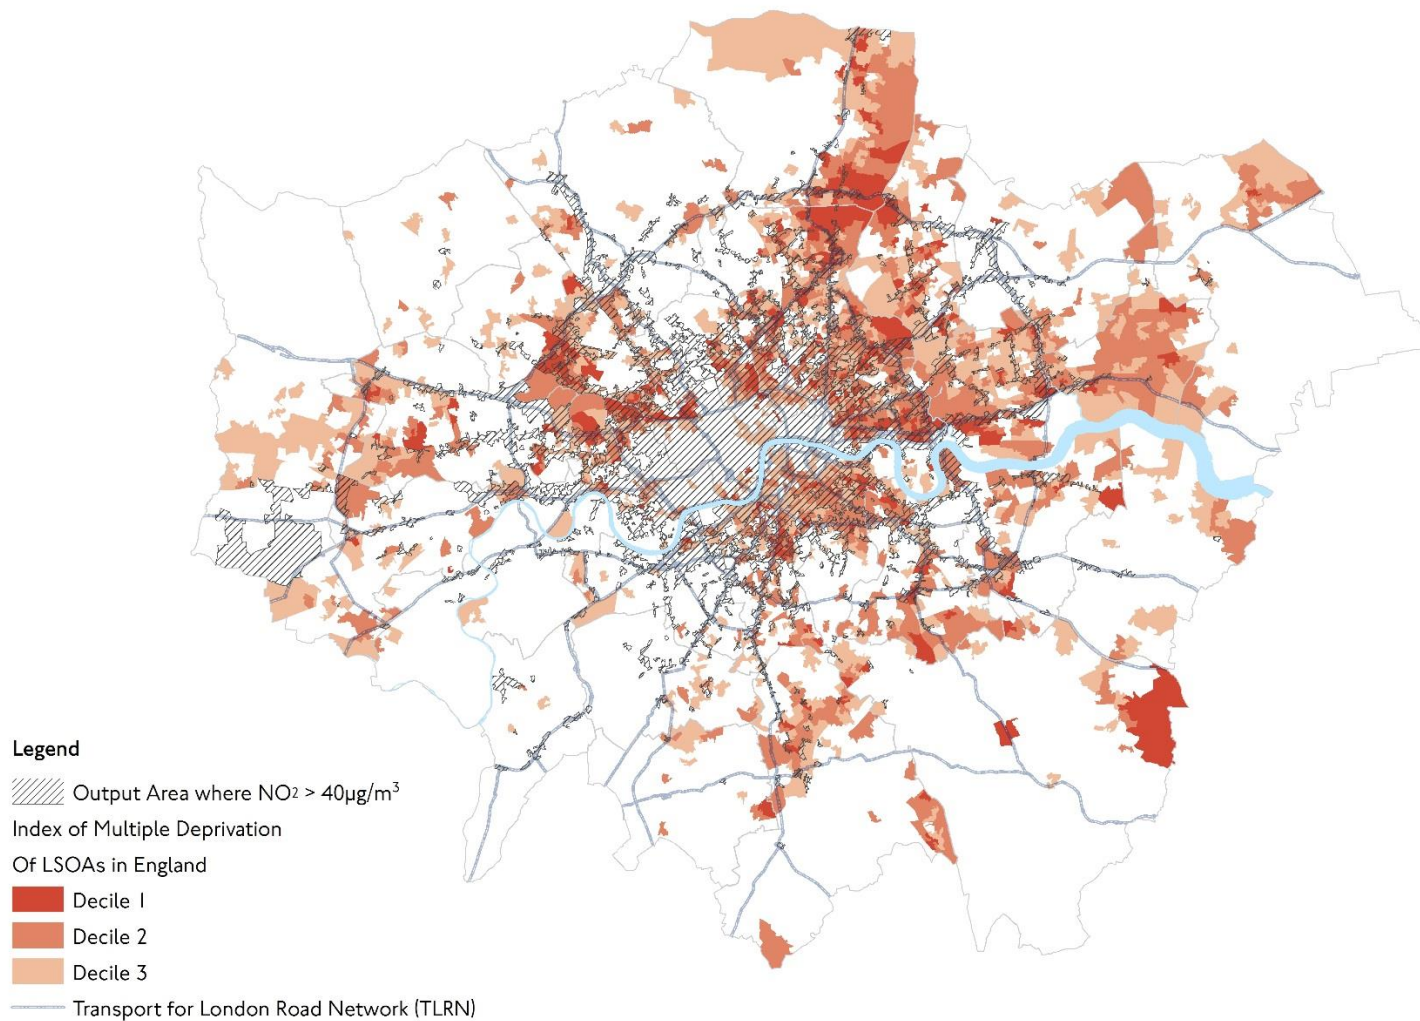 Legend
Output Area where NO2 > 40µg/m³
Index of Multiple Deprivation
Of LSOAs in England
Decile 1
Decile 2
Decile 3
Transport for London Road Network (TLRN)